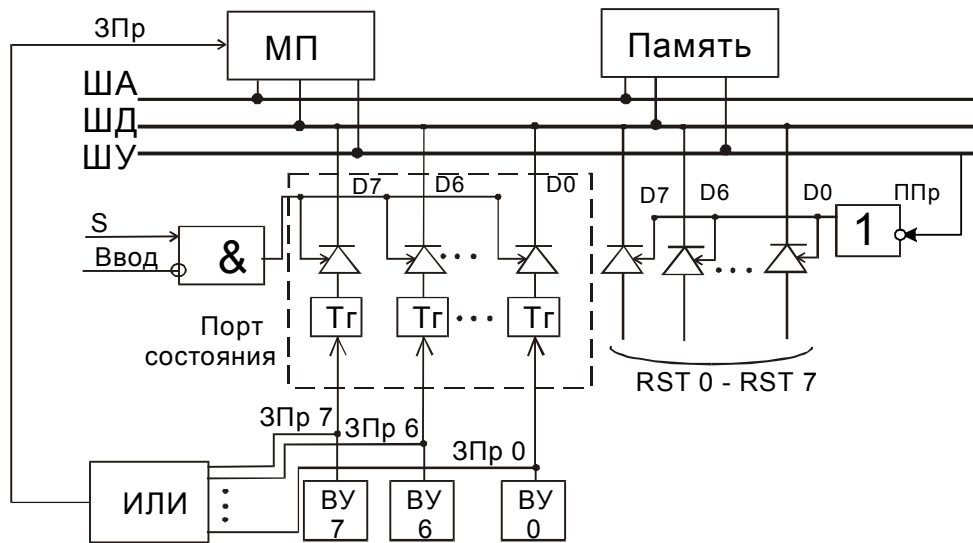 ЗПр
МП
Память
ША
ШД
ШУ
D7
D6
D0
D7
D6
D0
ППр
S
Ввод
&
1
Тг
Тг
Тг
Порт
состояния
RST 0 - RST 7
ЗПр 7
ЗПр 6
ЗПр 0
ИЛИ
ВУ
7
ВУ
6
ВУ
0